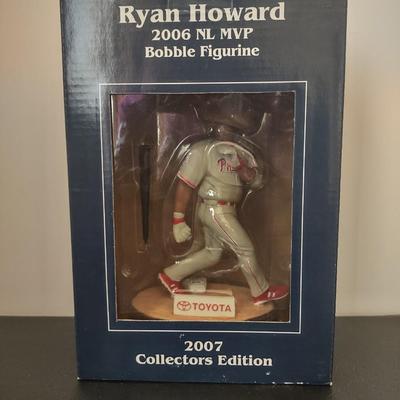 Ryan Howard
2006 NL MVP
Bobble Figurine
TOYOTA
2007
Collectors Edition